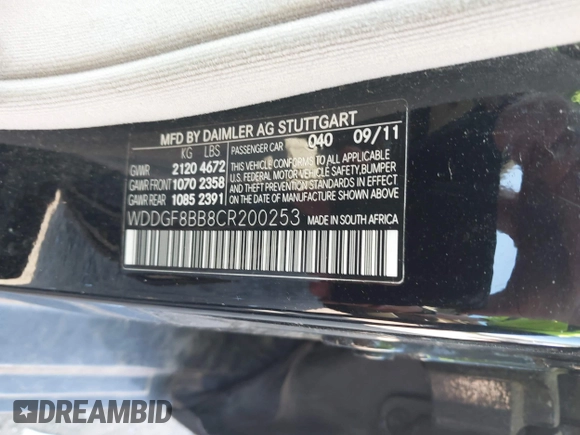 MFD BY DAIMLER AG STUTTGART
KG LBS PASSENGER CAR 040 09/11
GVWR 2120 4672 THIS VEHICLE CONFORMS TO ALL APPLICABLE
GAWR FRONT 1070 2358 U.S. FEDERAL MOTOR VEHICLE SAFETY, BUMPER
GAWR REAR 1085 2391 AND THEFT PREVENTION STANDARDS IN EFFECT ON THE DATE OF MANUFACTURE SHOWN ABOVE
WDDGF8BB8CR200253 MADE IN SOUTH AFRICA
DREAMBID